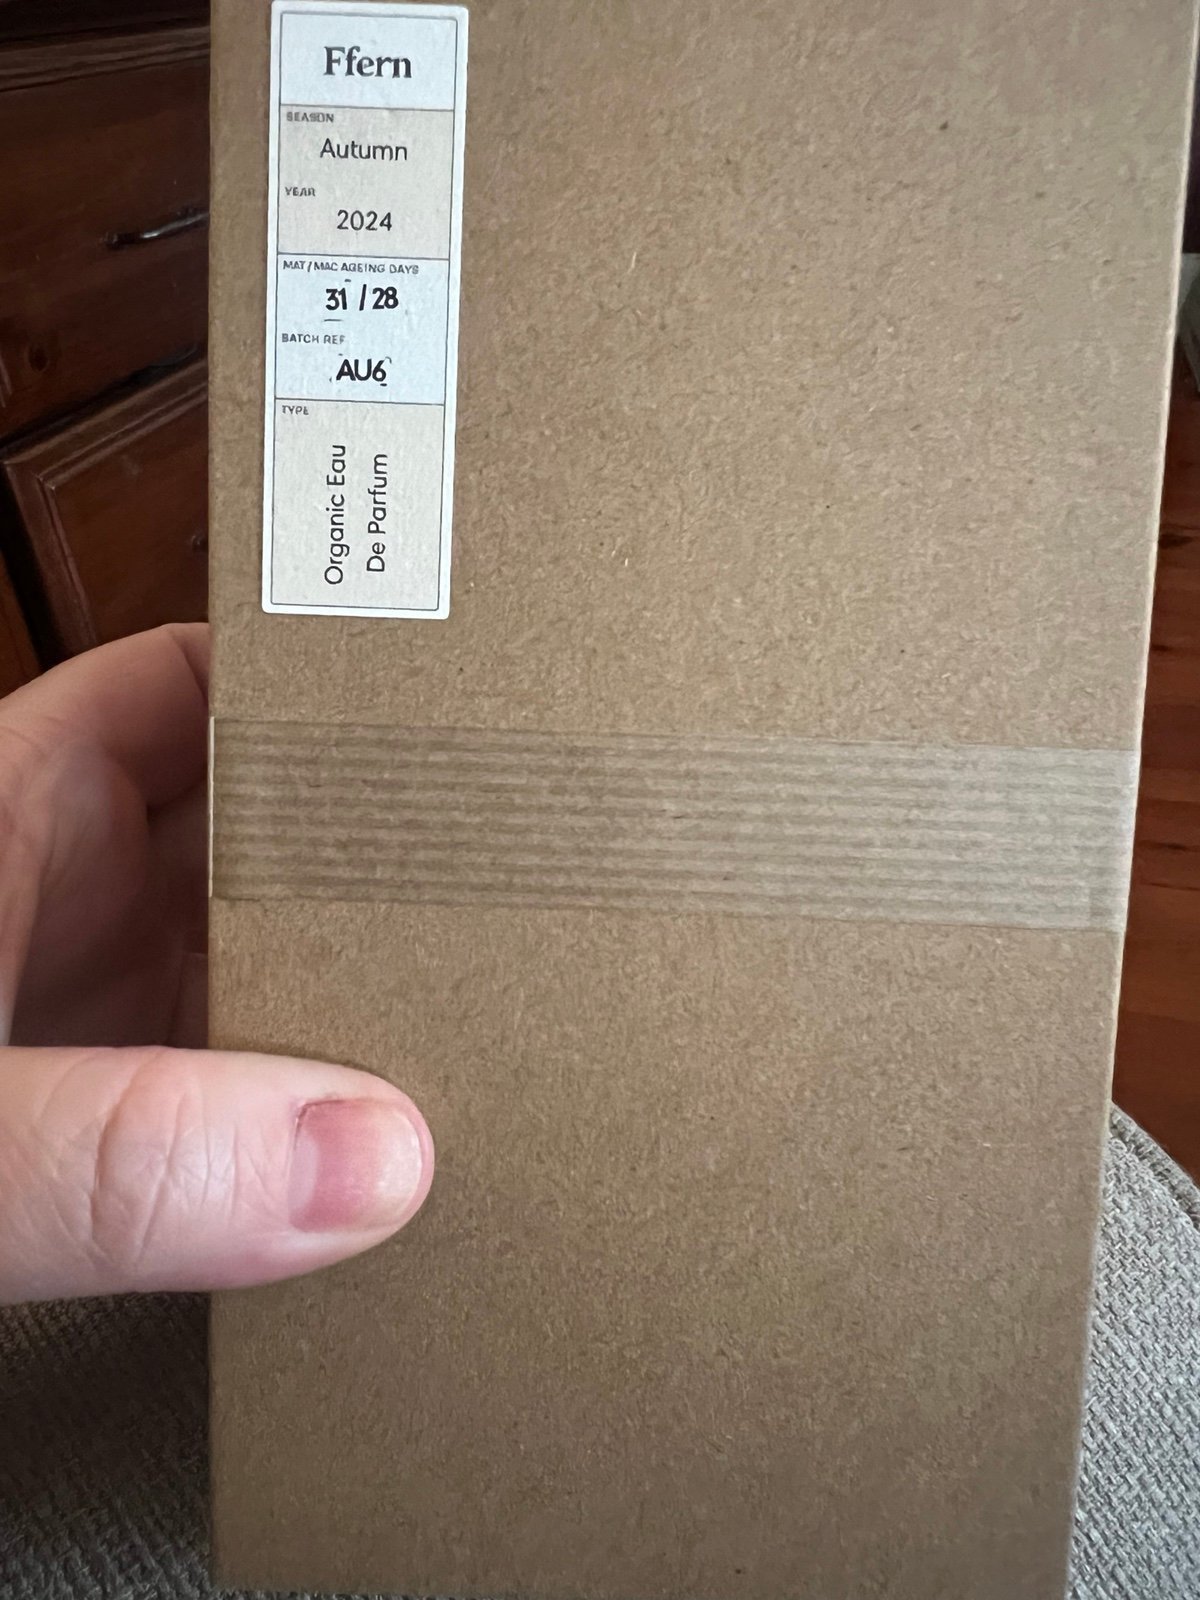 Ffern
SEASON
Autumn
YEAR
2024
MAT / MAC AGEING DAYS
31 / 28
BATCH REF
AU6
TYPE
Organic Eau
De Parfum